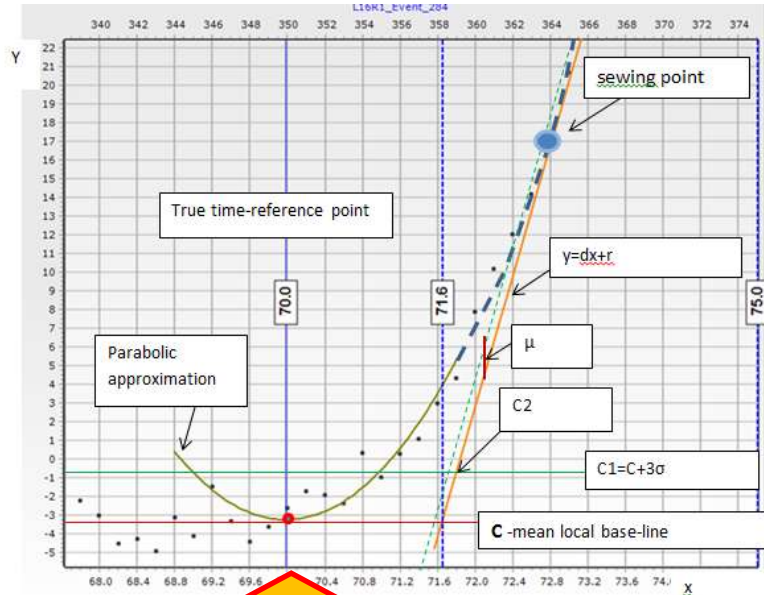 L16R1_Event_284
340 342 344 346 348 350 352 354 356 358 360 362 364 366 368 370 372 374
Y
22
21
20
19
18
17
16
15
14
13
12
11
10
9
8
7
6
5
4
3
2
1
0
-1
-2
-3
-4
-5
sewing point
True time-reference point
y=dx+r
70.0
71.6
75.0
μ
Parabolic
approximation
C2
C1=C+3σ
C -mean local base-line
68.0 68.4 68.8 69.2 69.6 70.4 70.8 71.2 71.6 72.0 72.4 72.8 73.2 73.6 74.
x